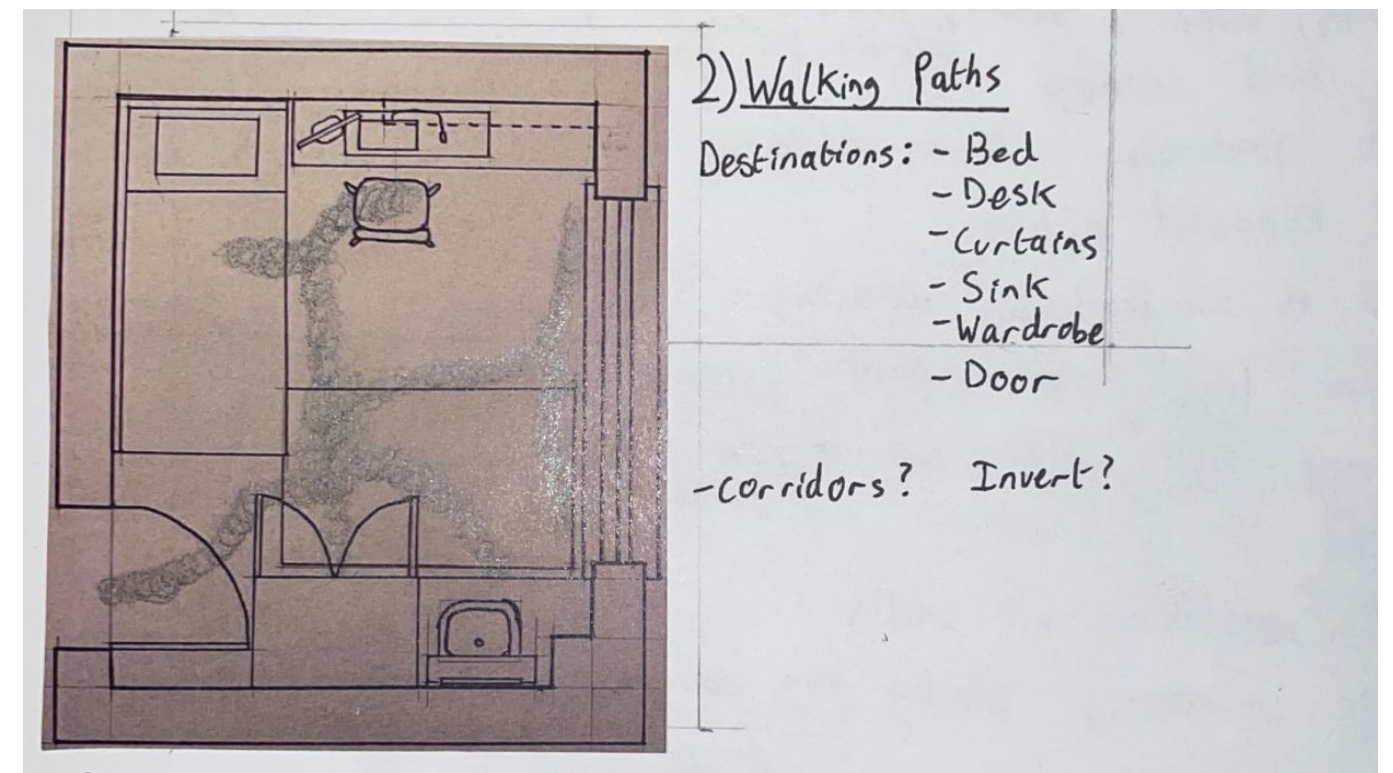 2) Walking Paths
Destinations: - Bed
- Desk
- Curtains
- Sink
- Wardrobe
- Door
- corridors? Invert?